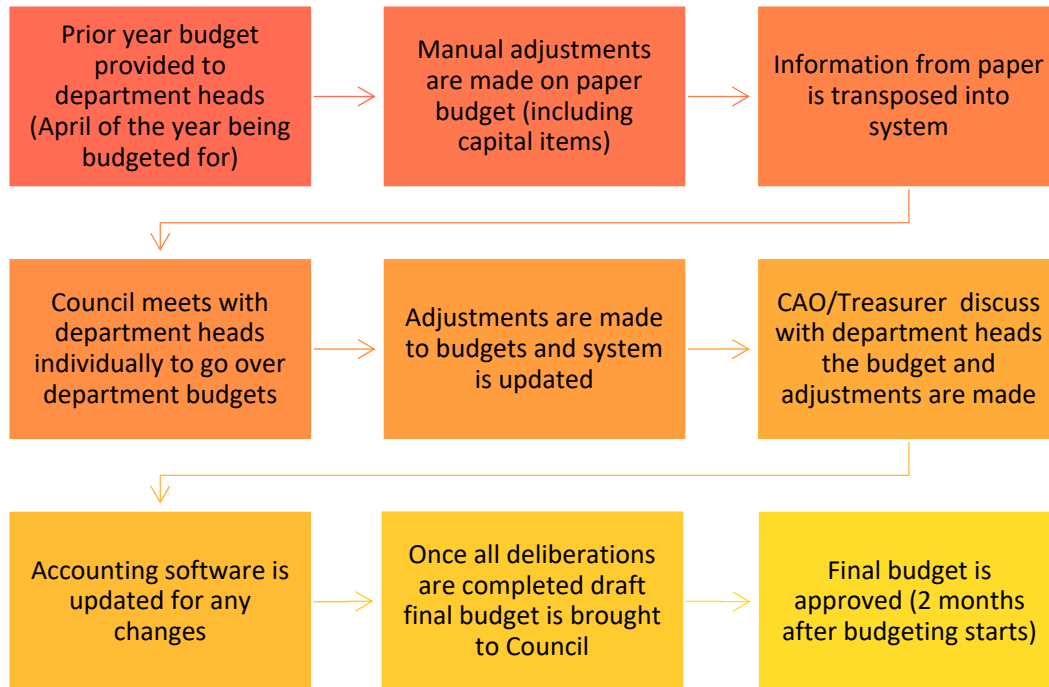 Prior year budget
provided to
department heads
(April of the year being
budgeted for)
Manual adjustments
are made on paper
budget (including
capital items)
Information from paper
is transposed into
system
Council meets with
department heads
individually to go over
department budgets
Adjustments are made
to budgets and system
is updated
CAO/Treasurer  discuss
with department heads
the budget and
adjustments are made
Accounting software is
updated for any
changes
Once all deliberations
are completed draft
final budget is brought
to Council
Final budget is
approved (2 months
after budgeting starts)